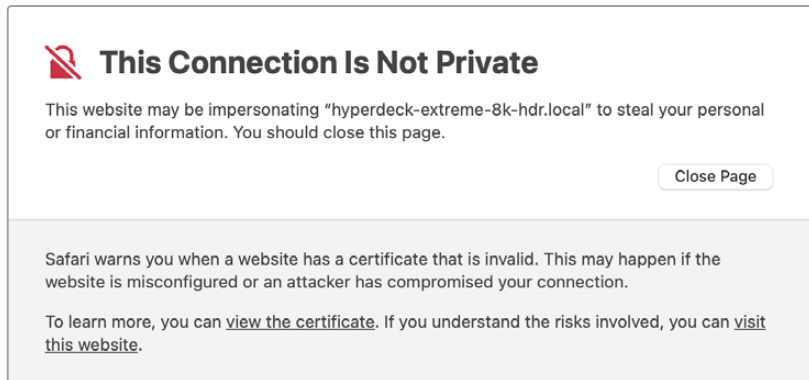 This Connection Is Not Private
This website may be impersonating “hyperdeck-extreme-8k-hdr.local” to steal your personal
or financial information. You should close this page.
Close Page
Safari warns you when a website has a certificate that is invalid. This may happen if the
website is misconfigured or an attacker has compromised your connection.
To learn more, you can view the certificate. If you understand the risks involved, you can visit
this website.